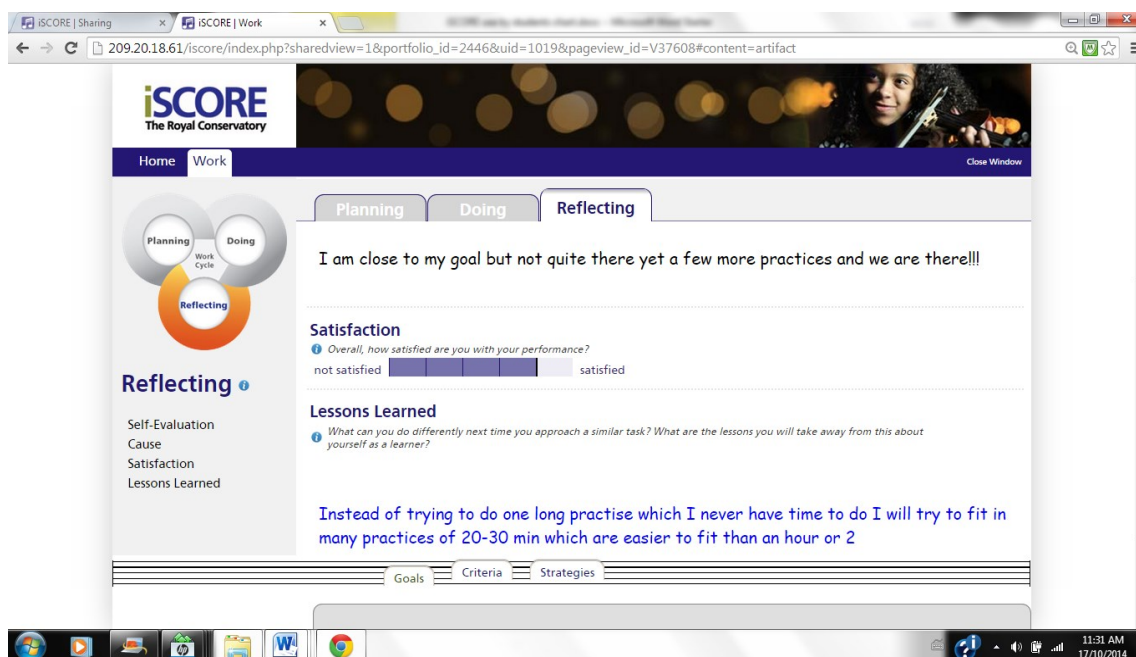 iSCORE | Sharing
iSCORE | Work
209.20.18.61/iscore/index.php?sharedview=1&portfolio_id=2446&uid=1019&pageview_id=V37608#content=artifact
iSCORE
The Royal Conservatory
Home Work
Close Window
Planning Doing Reflecting
Planning
Doing
Work
Cycle
Reflecting
I am close to my goal but not quite there yet a few more practices and we are there!!!
Satisfaction
Overall, how satisfied are you with your performance?
not satisfied satisfied
Reflecting
Self-Evaluation
Cause
Satisfaction
Lessons Learned
Lessons Learned
What can you do differently next time you approach a similar task? What are the lessons you will take away from this about
yourself as a learner?
Instead of trying to do one long practise which I never have time to do I will try to fit in
many practices of 20-30 min which are easier to fit than an hour or 2
Goals Criteria Strategies
11:31 AM
17/10/2014